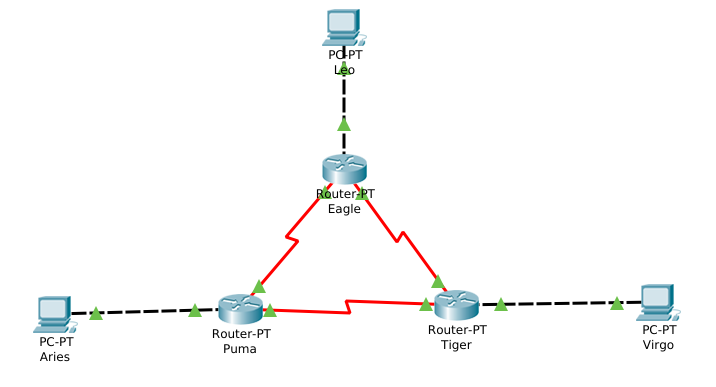 PC-PT
Leo
Router-PT
Eagle
PC-PT
Aries
Router-PT
Puma
Router-PT
Tiger
PC-PT
Virgo